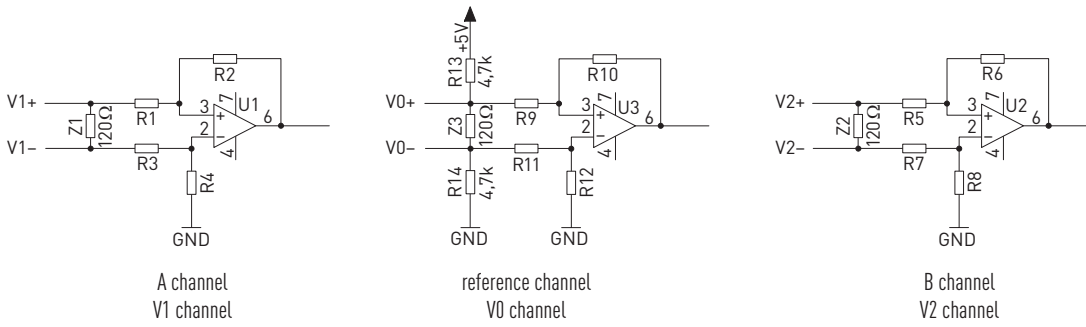 V1+
V1−
Z1
120Ω
R1
R3
R2
R4
3
2
+
−
7
4
6
U1
GND
A channel
V1 channel
+5V
R13
4,7k
V0+
V0−
Z3
120Ω
R14
4,7k
R9
R11
R10
R12
3
2
+
−
7
4
6
U3
GND
GND
reference channel
V0 channel
V2+
V2−
Z2
120Ω
R5
R7
R6
R8
3
2
+
−
7
4
6
U2
GND
B channel
V2 channel